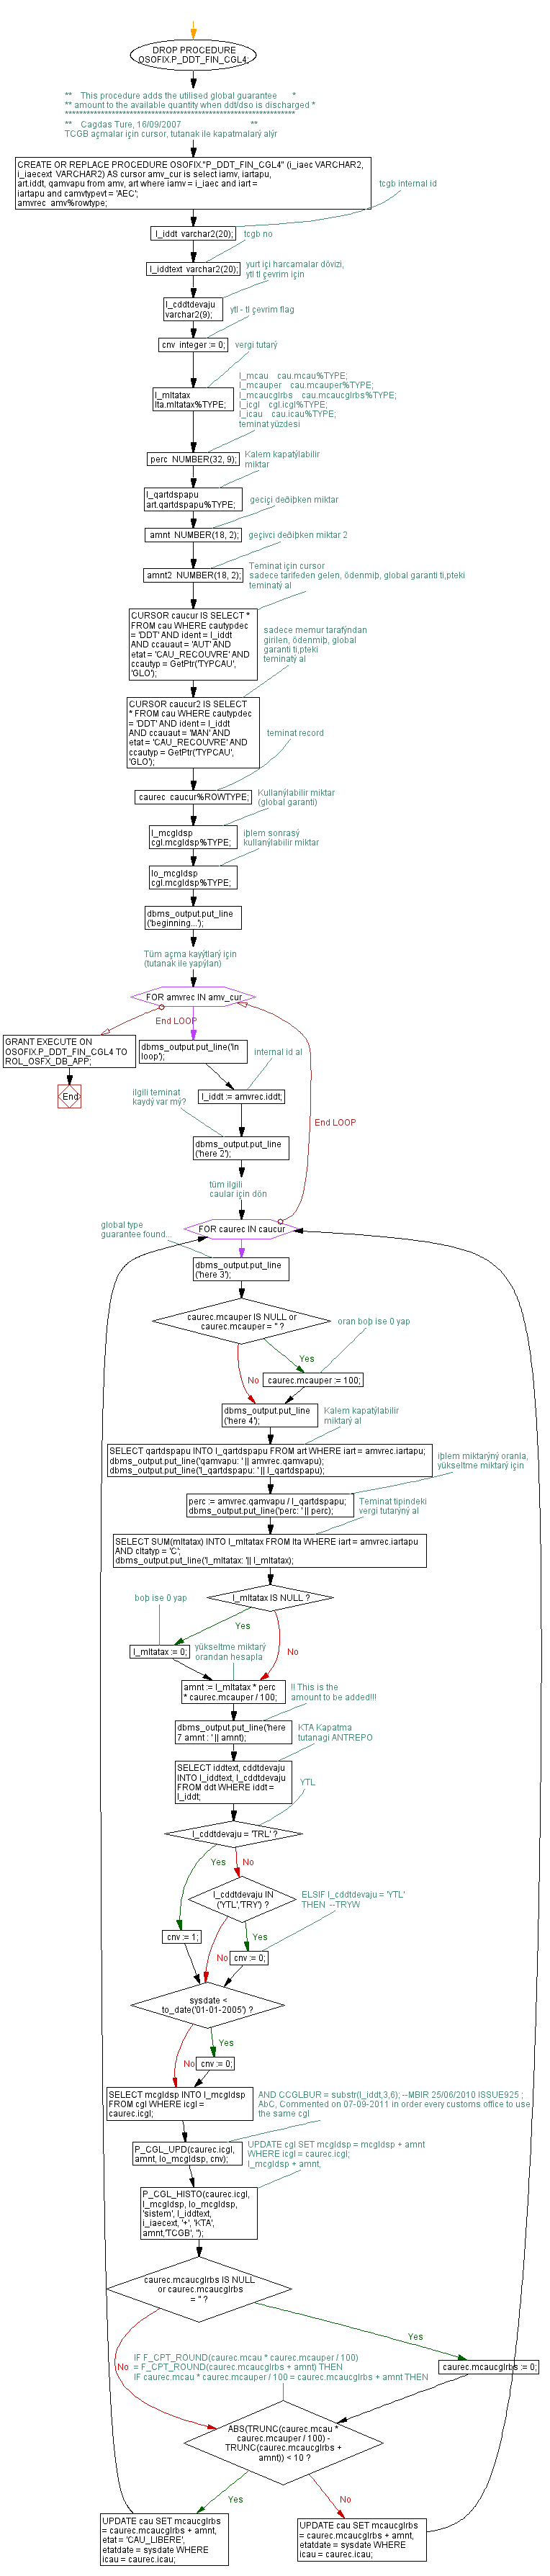 DROP PROCEDURE
OSOFIX.P_DDT_FIN_CGL4;
**    This procedure adds the utilised global guarantee       *
** amount to the available quantity when ddt/dso is discharged *
**    Cagdas Ture, 16/09/2007                                **
TCGB açmalar için cursor, tutanak ile kapatmalarý alýr
CREATE OR REPLACE PROCEDURE OSOFIX."P_DDT_FIN_CGL4" (i_iaec VARCHAR2,
i_iaecext  VARCHAR2) AS cursor amv_cur is select iamv, iartapu,
art.iddt, qamvapu from amv, art where iamv = i_iaec and iart =
iartapu and camvtypevt = 'AEC';
amvrec  amv%rowtype;
tcgb internal id
l_iddt  varchar2(20);
tcgb no
l_iddtext  varchar2(20);
yurt içi harcamalar dövizi,
ytl tl çevrim için
l_cddtdevaju
varchar2(9);
ytl - tl çevrim flag
cnv  integer := 0;
vergi tutarý
l_mltatax
lta.mltatax%TYPE;
l_mcau    cau.mcau%TYPE;
l_mcauper    cau.mcauper%TYPE;
l_mcaucglrbs    cau.mcaucglrbs%TYPE;
l_icgl    cgl.icgl%TYPE;
l_icau    cau.icau%TYPE;
teminat yüzdesi
perc  NUMBER(32, 9);
Kalem kapatýlabilir
miktar
l_qartdspapu
art.qartdspapu%TYPE;
geciçi deðiþken miktar
amnt  NUMBER(18, 2);
geçivci deðiþken miktar 2
amnt2  NUMBER(18, 2);
Teminat için cursor
sadece tarifeden gelen, ödenmiþ, global garanti ti,pteki
teminatý al
CURSOR caucur IS SELECT *
FROM cau WHERE cautypdec
= 'DDT' AND ident = l_iddt
AND ccauaut = 'AUT' AND
etat = 'CAU_RECOUVRE' AND
ccautyp = GetPtr('TYPCAU',
'GLO');
sadece memur tarafýndan
girilen, ödenmiþ, global
garanti ti,pteki
teminatý al
CURSOR caucur2 IS SELECT
* FROM cau WHERE cautypdec
= 'DDT' AND ident = l_iddt
AND ccauaut = 'MAN' AND
etat = 'CAU_RECOUVRE' AND
ccautyp = GetPtr('TYPCAU',
'GLO');
teminat record
caurec  caucur%ROWTYPE;
Kullanýlabilir miktar
(global garanti)
l_mcgldsp
cgl.mcgldsp%TYPE;
iþlem sonrasý
kullanýlabilir miktar
lo_mcgldsp
cgl.mcgldsp%TYPE;
dbms_output.put_line
('beginning...');
Tüm açma kayýtlarý için
(tutanak ile yapýlan)
FOR amvrec IN amv_cur
End LOOP
GRANT EXECUTE ON
OSOFIX.P_DDT_FIN_CGL4 TO
ROL_OSFX_DB_APP;
End
dbms_output.put_line('In
loop');
internal id al
l_iddt := amvrec.iddt;
ilgili teminat
kaydý var mý?
End LOOP
dbms_output.put_line
('here 2');
tüm ilgili
caular için dön
FOR caurec IN caucur
global type
guarantee found...
dbms_output.put_line
('here 3');
caurec.mcauper IS NULL or
caurec.mcauper = '' ?
oran boþ ise 0 yap
Yes
No
caurec.mcauper := 100;
dbms_output.put_line
('here 4');
Kalem kapatýlabilir
miktarý al
SELECT qartdspapu INTO l_qartdspapu FROM art WHERE iart = amvrec.iartapu;
dbms_output.put_line('qamvapu: ' || amvrec.qamvapu);
dbms_output.put_line('l_qartdspapu: ' || l_qartdspapu);
iþlem miktarýný oranla,
yükseltme miktarý için
perc := amvrec.qamvapu / l_qartdspapu;
dbms_output.put_line('perc: ' || perc);
Teminat tipindeki
vergi tutarýný al
SELECT SUM(mltatax) INTO l_mltatax FROM lta WHERE iart = amvrec.iartapu
AND cltatyp = 'C';
dbms_output.put_line('l_mltatax: '|| l_mltatax);
l_mltatax IS NULL ?
boþ ise 0 yap
Yes
No
l_mltatax := 0;
yükseltme miktarý
orandan hesapla
amnt := l_mltatax * perc
* caurec.mcauper / 100;
!! This is the
amount to be added!!!
dbms_output.put_line('here
7 amnt : ' || amnt);
KTA Kapatma
tutanagi ANTREPO
SELECT iddtext, cddtdevaju
INTO l_iddtext, l_cddtdevaju
FROM ddt WHERE iddt =
l_iddt;
YTL
l_cddtdevaju = 'TRL' ?
Yes
No
l_cddtdevaju IN
('YTL','TRY') ?
ELSIF l_cddtdevaju = 'YTL'
THEN  --TRYW
cnv := 1;
Yes
No
cnv := 0;
sysdate <
to_date('01-01-2005') ?
Yes
No
cnv := 0;
SELECT mcgldsp INTO l_mcgldsp
FROM cgl WHERE icgl =
caurec.icgl;
AND CCGLBUR = substr(l_iddt,3,6); --MBIR 25/06/2010 ISSUE925 ;
AbC, Commented on 07-09-2011 in order every customs office to use
the same cgl
P_CGL_UPD(caurec.icgl,
amnt, lo_mcgldsp, cnv);
UPDATE cgl SET mcgldsp = mcgldsp + amnt
WHERE icgl = caurec.icgl;
l_mcgldsp + amnt,
P_CGL_HISTO(caurec.icgl,
l_mcgldsp, lo_mcgldsp,
'sistem', l_iddtext,
i_iaecext, '+', 'KTA',
amnt,'TCGB', '');
caurec.mcaucglrbs IS NULL
or caurec.mcaucglrbs
= '' ?
Yes
No
IF F_CPT_ROUND(caurec.mcau * caurec.mcauper / 100)
= F_CPT_ROUND(caurec.mcaucglrbs + amnt) THEN
IF caurec.mcau * caurec.mcauper / 100 = caurec.mcaucglrbs + amnt THEN
caurec.mcaucglrbs := 0;
ABS(TRUNC(caurec.mcau *
caurec.mcauper / 100) -
TRUNC(caurec.mcaucglrbs +
amnt)) < 10 ?
Yes
No
UPDATE cau SET mcaucglrbs
= caurec.mcaucglrbs + amnt,
etat = 'CAU_LIBERE',
etatdate = sysdate WHERE
icau = caurec.icau;
UPDATE cau SET mcaucglrbs
= caurec.mcaucglrbs + amnt,
etatdate = sysdate WHERE
icau = caurec.icau;